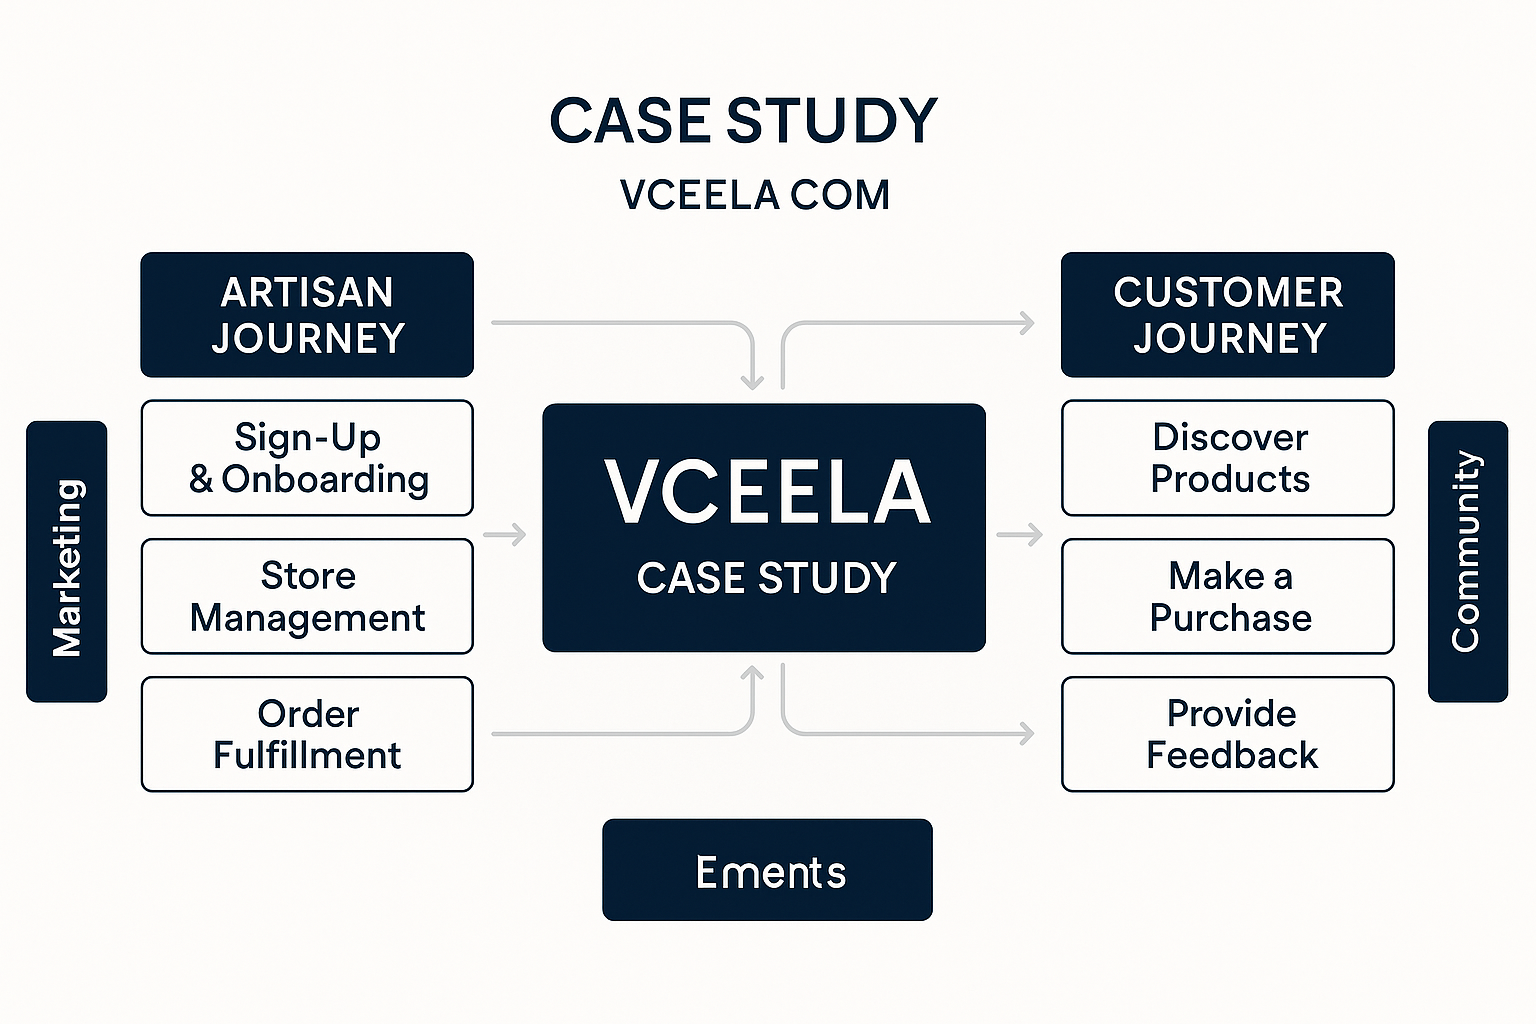 CASE STUDY
VCEELA COM
ARTISAN
JOURNEY
Sign-Up
& Onboarding
Store
Management
Order
Fulfillment
Marketing
VCEELA
CASE STUDY
CUSTOMER
JOURNEY
Discover
Products
Make a
Purchase
Provide
Feedback
Community
Ements